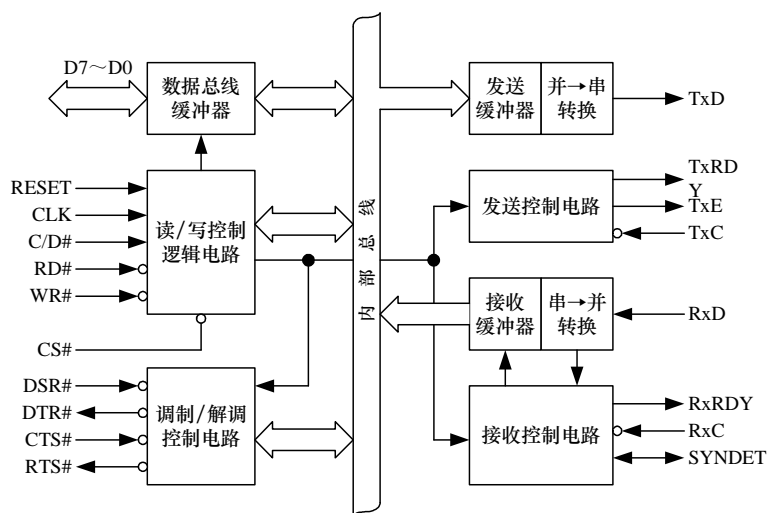 D7～D0
数据总线
缓冲器
RESET
CLK
C/D#
RD#
WR#
读/写控制
逻辑电路
CS#
DSR#
DTR#
CTS#
RTS#
调制/解调
控制电路
内部总线
发送
缓冲器
并→串
转换
TxD
发送控制电路
TxRD
Y
TxE
TxC
接收
缓冲器
串→并
转换
RxD
接收控制电路
RxRDY
RxC
SYNDET